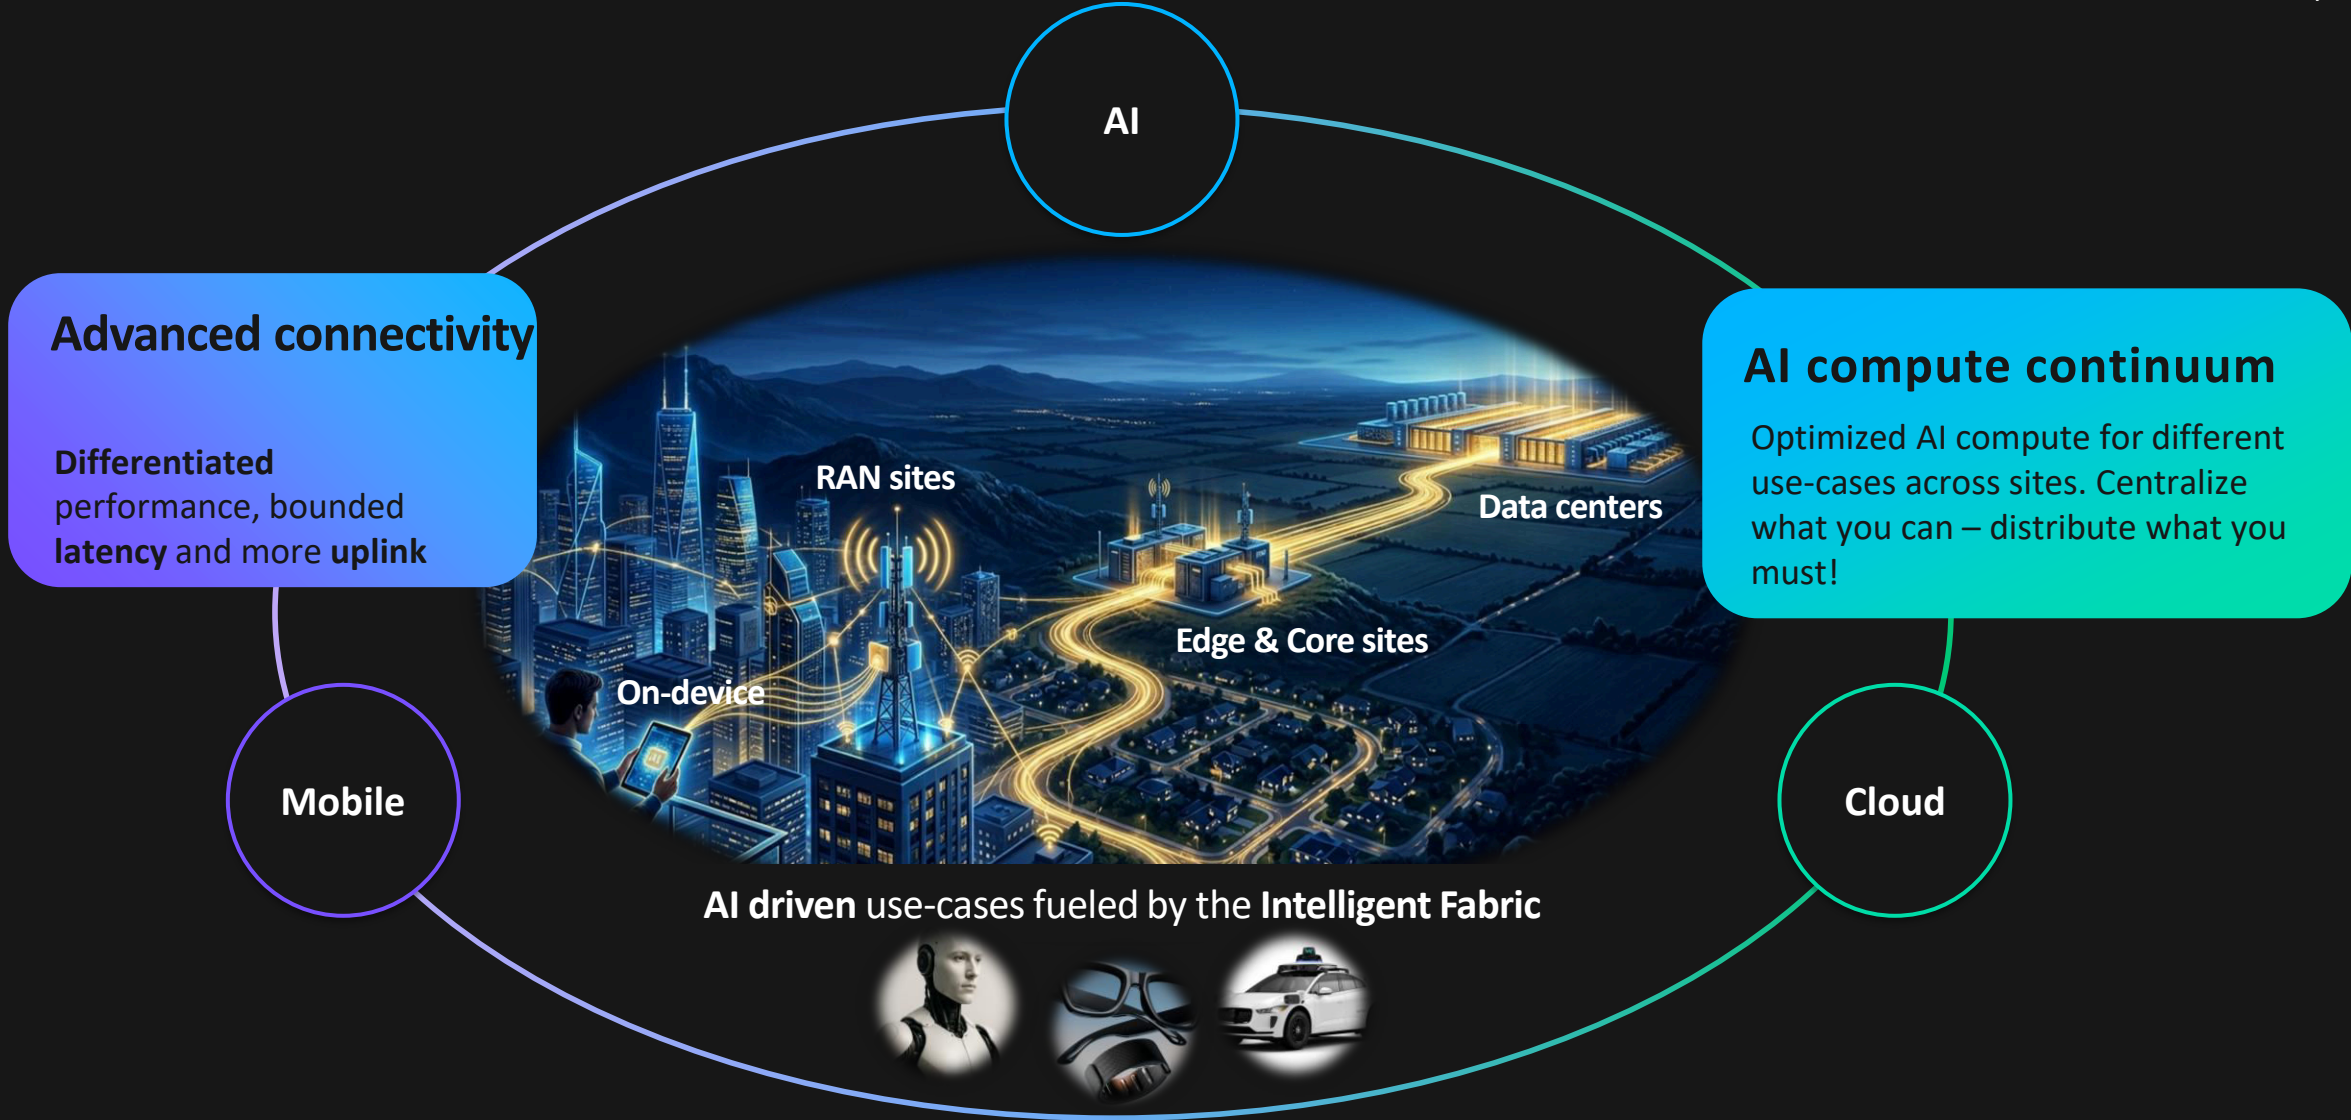 AI
Advanced connectivity
Differentiated
performance, bounded
latency and more uplink
AI compute continuum
Optimized AI compute for different
use-cases across sites. Centralize
what you can – distribute what you
must!
RAN sites
Data centers
Edge & Core sites
On-device
AI
Mobile
Cloud
AI driven use-cases fueled by the Intelligent Fabric